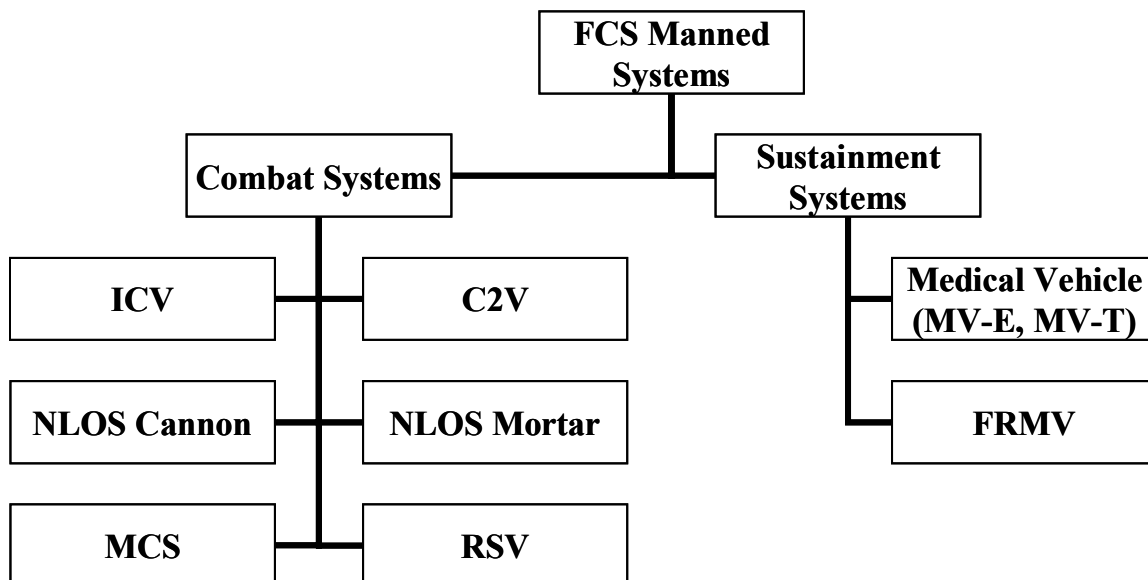 FCS Manned
Systems
Combat Systems
Sustainment
Systems
ICV
C2V
Medical Vehicle
(MV-E, MV-T)
NLOS Cannon
NLOS Mortar
FRMV
MCS
RSV